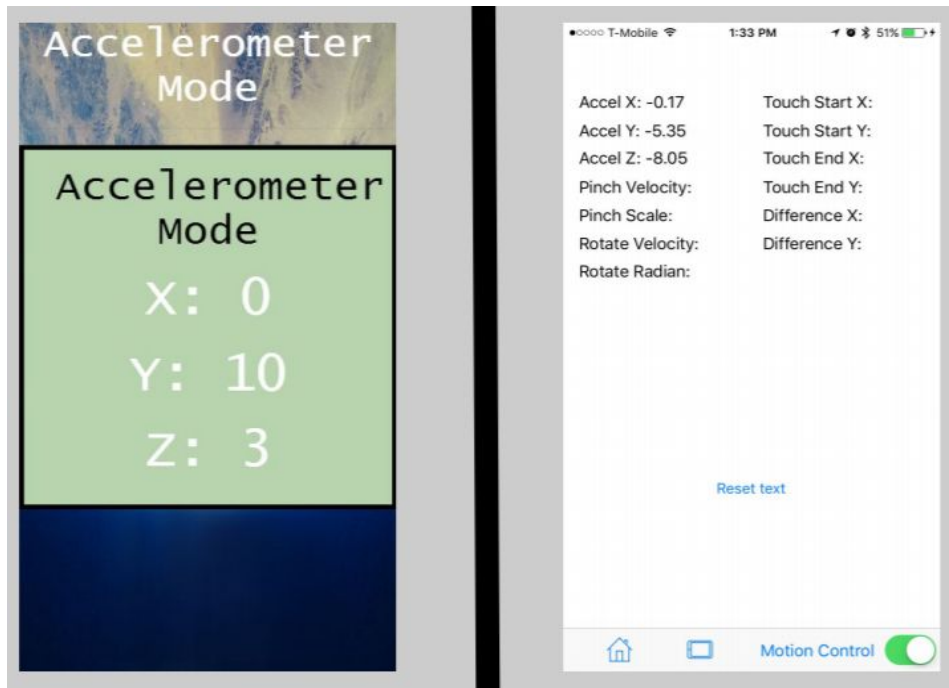 Accelerometer
Mode
Accelerometer
Mode
X: 0
Y: 10
Z: 3
T-Mobile 1:33 PM 51%
Accel X: -0.17 Touch Start X:
Accel Y: -5.35 Touch Start Y:
Accel Z: -8.05 Touch End X:
Pinch Velocity: Touch End Y:
Pinch Scale: Difference X:
Rotate Velocity: Difference Y:
Rotate Radian:
Reset text
Motion Control